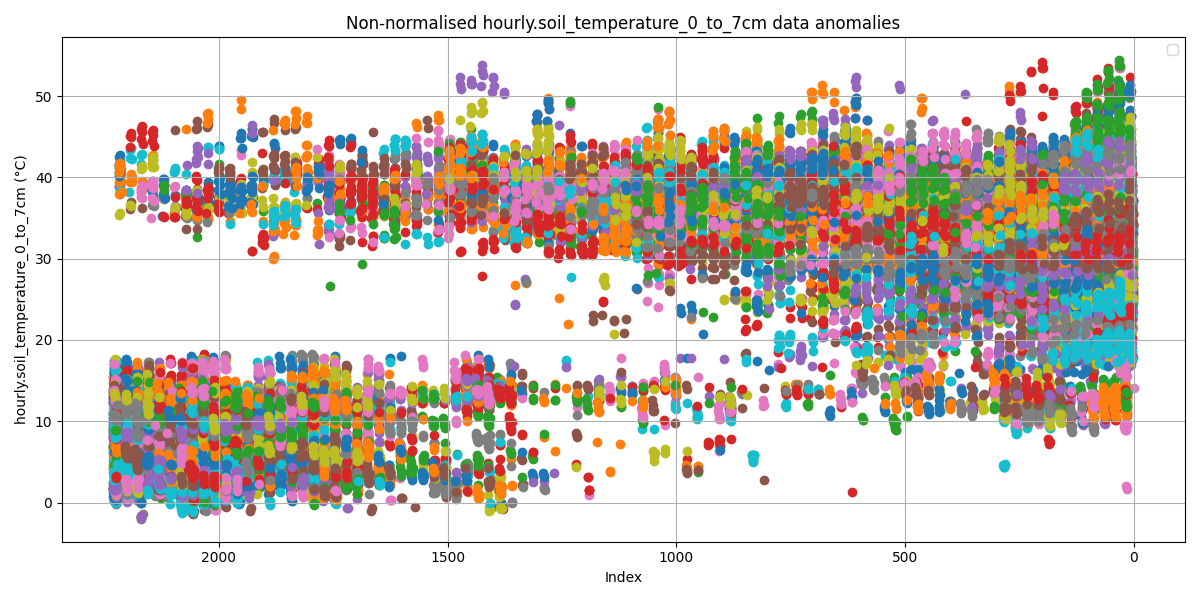 Non-normalised hourly.soil_temperature_0_to_7cm data anomalies
hourly.soil_temperature_0_to_7cm (°C)
50
40
30
20
10
0
2000 1500 1000 500 0
Index